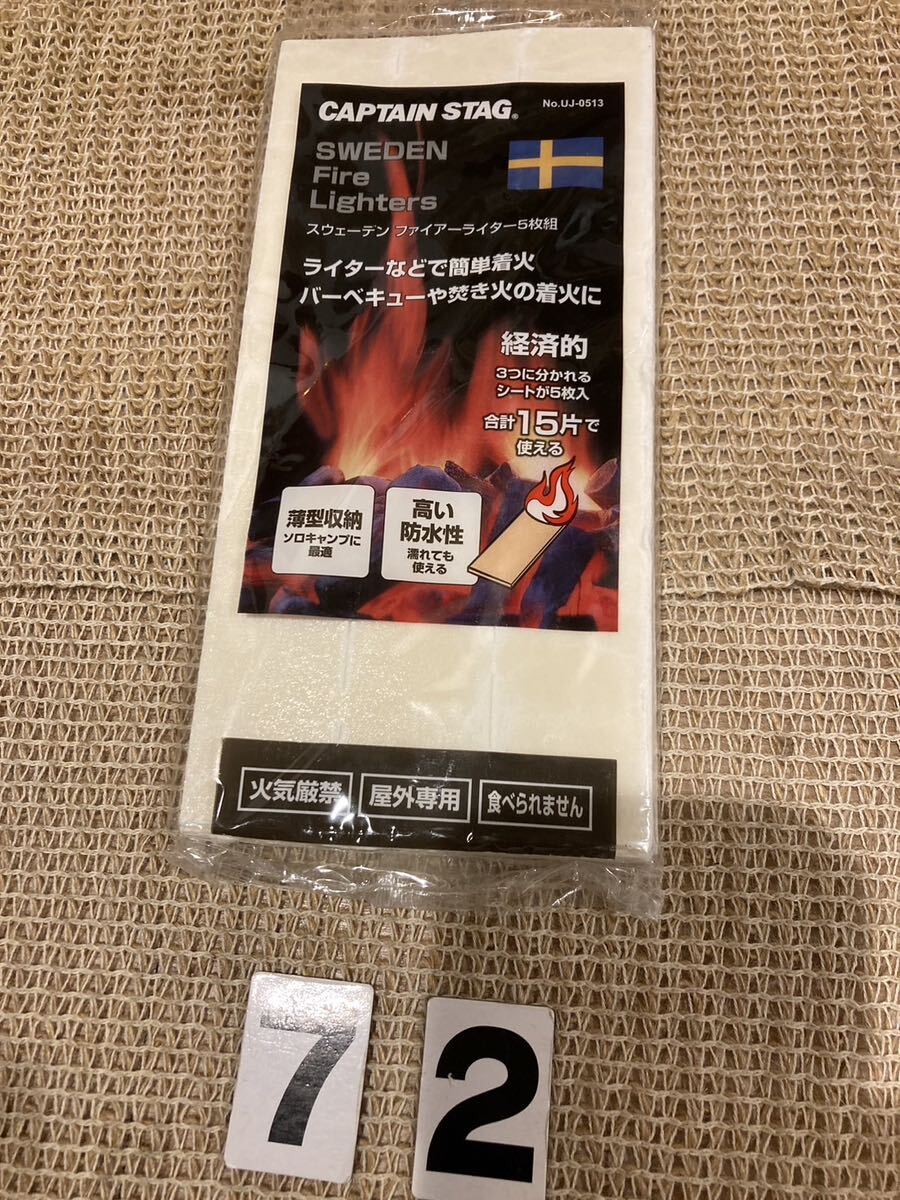 CAPTAIN STAG®
No.UJ-0513
SWEDEN
Fire
Lighters
スウェーデン ファイアーライター5枚組
ライターなどで簡単着火
バーベキューや焚き火の着火に
経済的
3つに分かれる
シートが5枚入
合計15片で
使える
薄型収納
ソロキャンプに
最適
高い
防水性
濡れても
使える
火気厳禁
屋外専用
食べられません
7
2